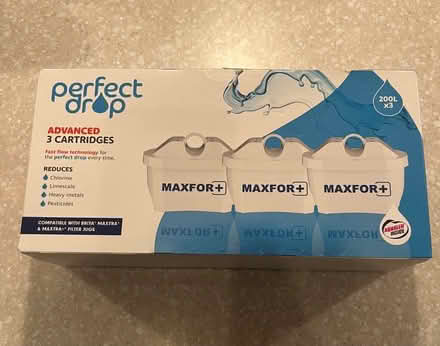 perfect
drop
200L
x3
ADVANCED
3 CARTRIDGES
Fast flow technology for
the perfect drop every time.
REDUCES
Chlorine
Limescale
Heavy metals
Pesticides
MAXFOR+ MAXFOR+ MAXFOR+
COMPATIBLE WITH BRITA® MAXTRA®
& MAXTRA+® FILTER JUGS